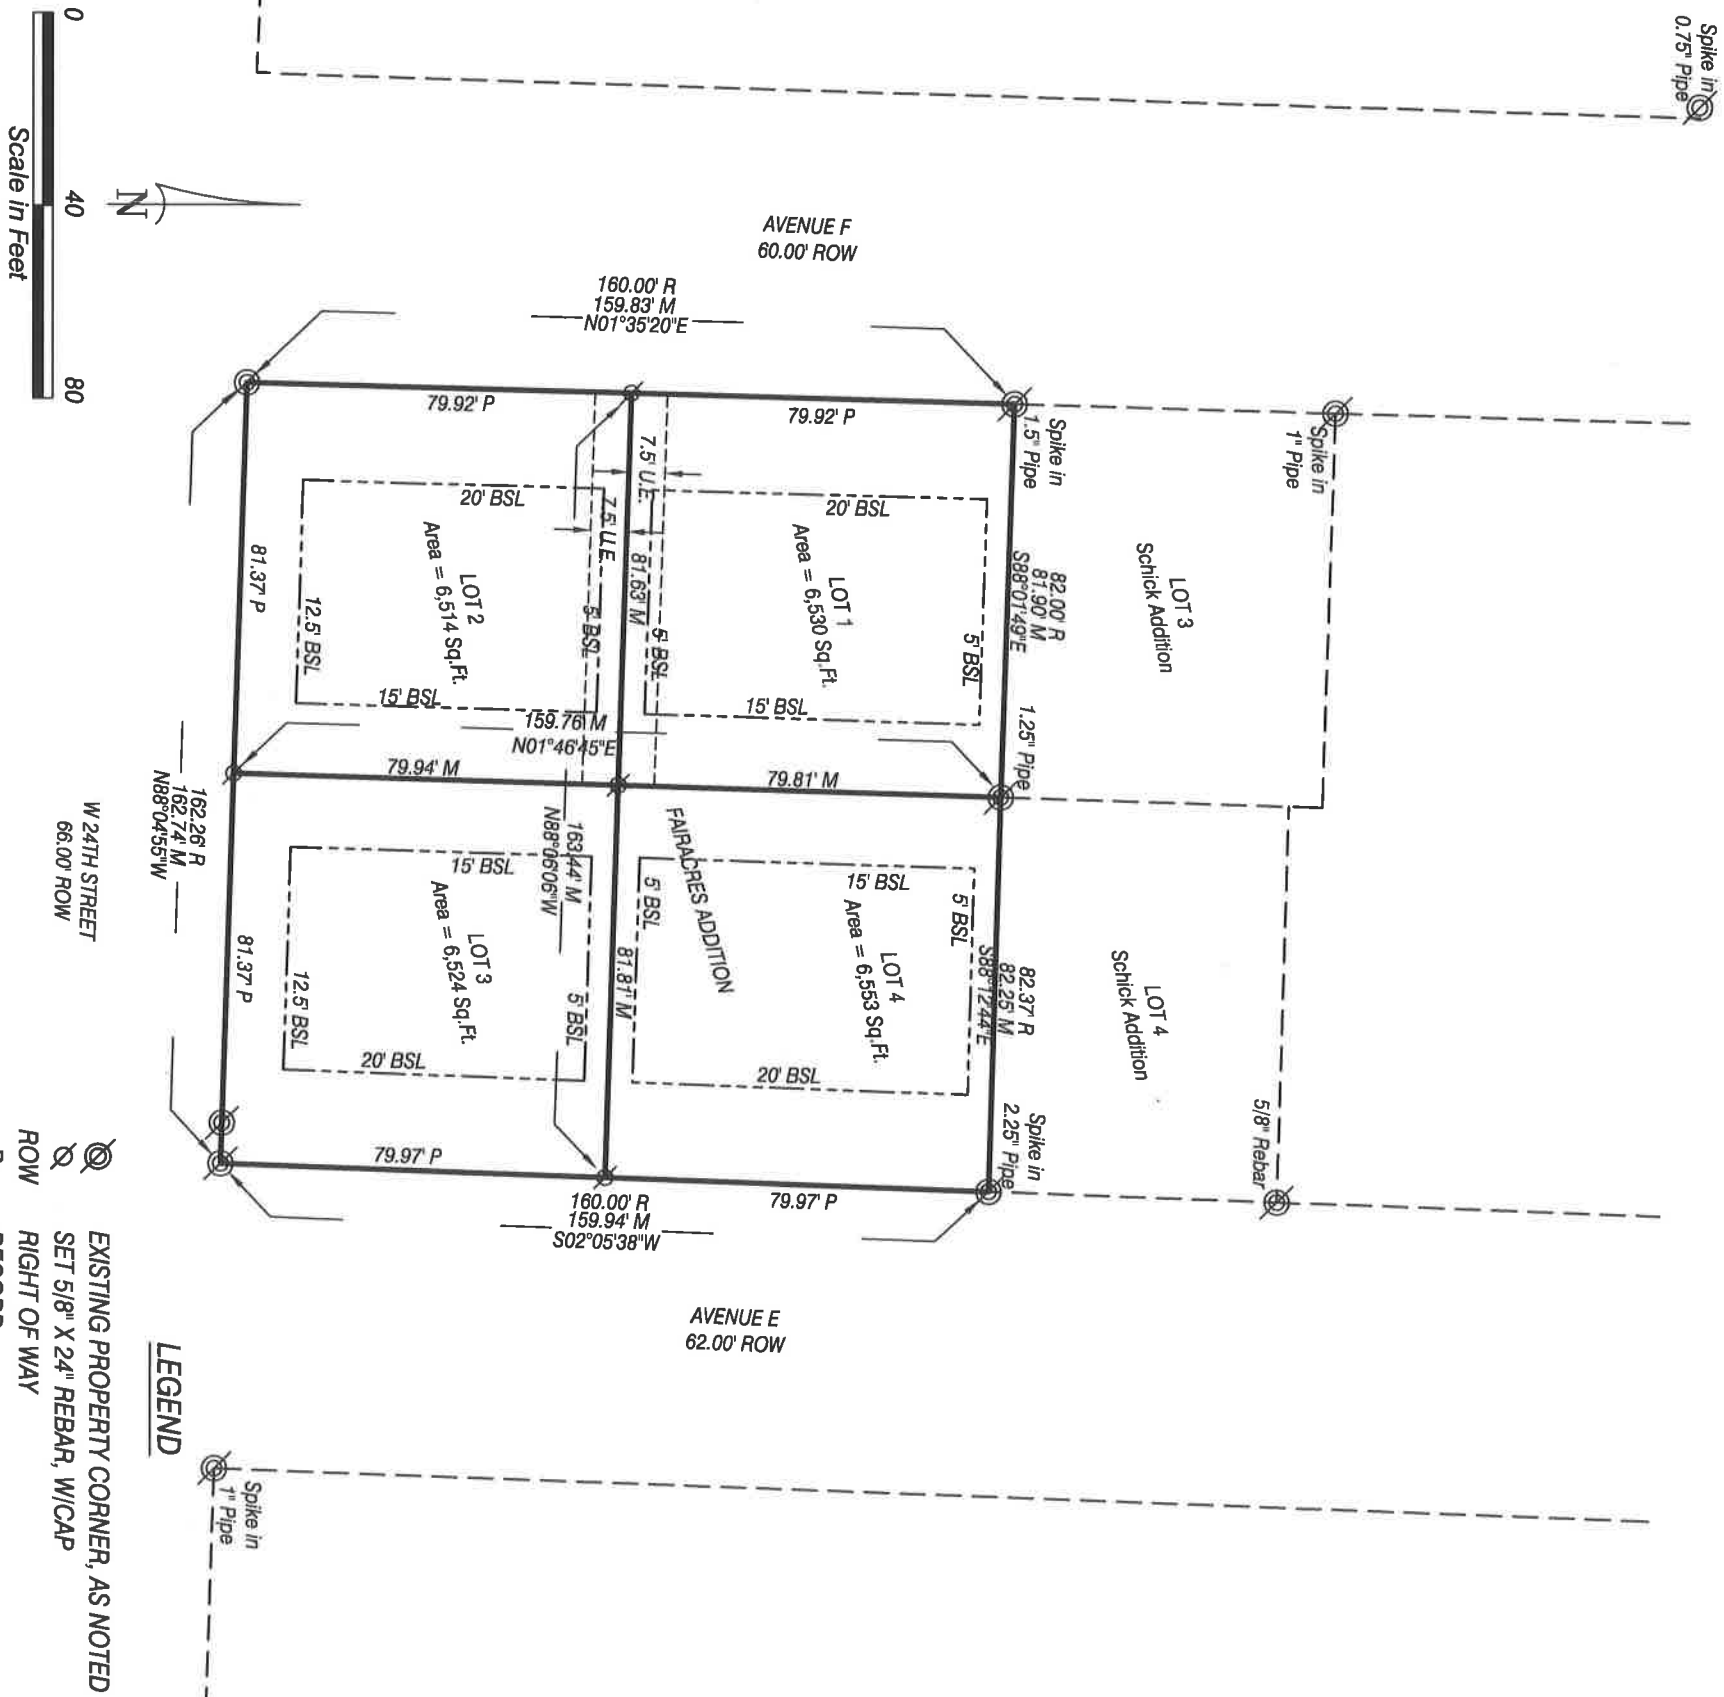 Spike in
0.75" Pipe
AVENUE F
60.00' ROW
160.00' R
159.83' M
N01°35'20"E
79.92' P
79.92' P
Spike in
1.5" Pipe
Spike in
1" Pipe
LOT 3
Schick Addition
82.00' R
81.90' M
S88°01'49"E
1.25" Pipe
7.5' U.E.
7.5' U.E.
20' BSL
20' BSL
LOT 1
Area = 6,530 Sq.Ft.
5' BSL
5' BSL
15' BSL
81.63' M
LOT 2
Area = 6,514 Sq.Ft.
5' BSL
12.5' BSL
15' BSL
81.37' P
159.76' M
N01°46'45"E
79.94' M
79.81' M
162.26' R
162.74' M
N88°04'55"W
W 24TH STREET
66.00' ROW
163.44' M
N88°06'06"W
FAIRACRES ADDITION
15' BSL
15' BSL
LOT 4
Area = 6,553 Sq.Ft.
5' BSL
5' BSL
20' BSL
81.81' M
LOT 3
Area = 6,524 Sq.Ft.
5' BSL
12.5' BSL
20' BSL
81.37' P
82.37' R
82.25' M
S88°12'44"E
LOT 4
Schick Addition
Spike in
2.25" Pipe
5/8" Rebar
79.97' P
79.97' P
160.00' R
159.94' M
S02°05'38"W
AVENUE E
62.00' ROW
Spike in
1" Pipe
N
0 40 80
Scale in Feet
LEGEND
EXISTING PROPERTY CORNER, AS NOTED
SET 5/8" X 24" REBAR, W/CAP
ROW RIGHT OF WAY